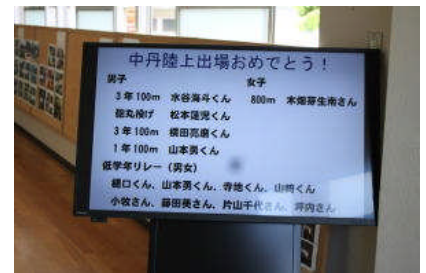 中丹陸上出場おめでとう！
男子 女子
3年100m 水谷海斗くん 800m 木畑芽生南さん
砲丸投げ 松本蓮児くん
3年100m 横田亮磨くん
1年100m 山本勇くん
低学年リレー（男女）
樋口くん、山本勇くん、寺地くん、山崎くん
小牧さん、藤田美さん、片山千代さん、坪内さん